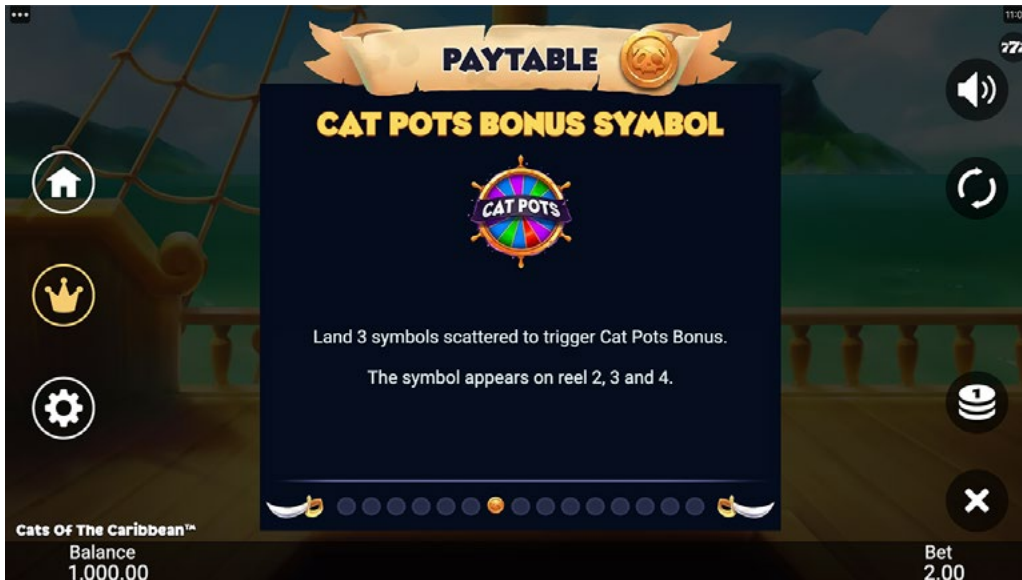 PAYTABLE
CAT POTS BONUS SYMBOL
CAT POTS
Land 3 symbols scattered to trigger Cat Pots Bonus.
The symbol appears on reel 2, 3 and 4.
1
Cats Of The Caribbean™
Balance
1,000.00
Bet
2.00